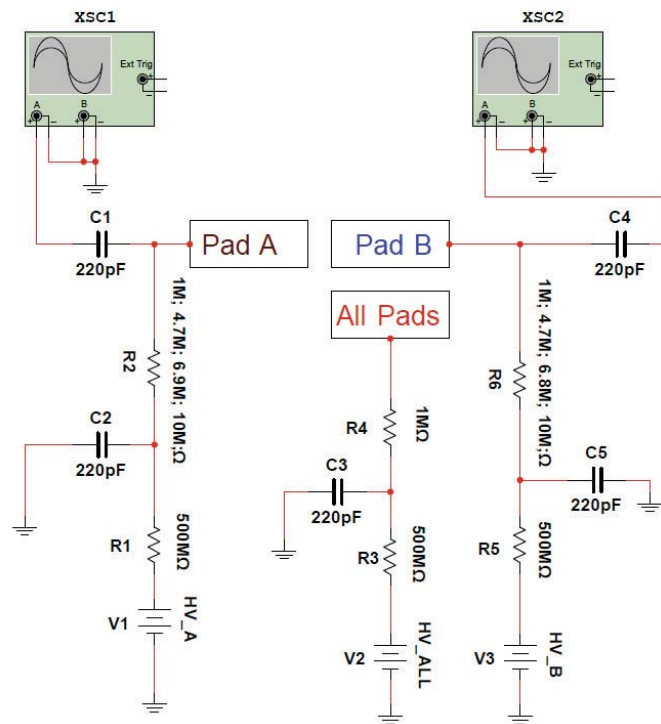 XSC1
XSC2
Ext Trig
Ext Trig
+
−
+
−
A
B
A
B
+
−
+
−
+
−
+
−
C1
220pF
Pad A
Pad B
C4
220pF
All Pads
R2
1M; 4.7M; 6.9M; 10M;Ω
R4
1MΩ
R6
1M; 4.7M; 6.8M; 10M;Ω
C2
220pF
C3
220pF
C5
220pF
R1
500MΩ
R3
500MΩ
R5
500MΩ
V1
HV_A
V2
HV_ALL
V3
HV_B